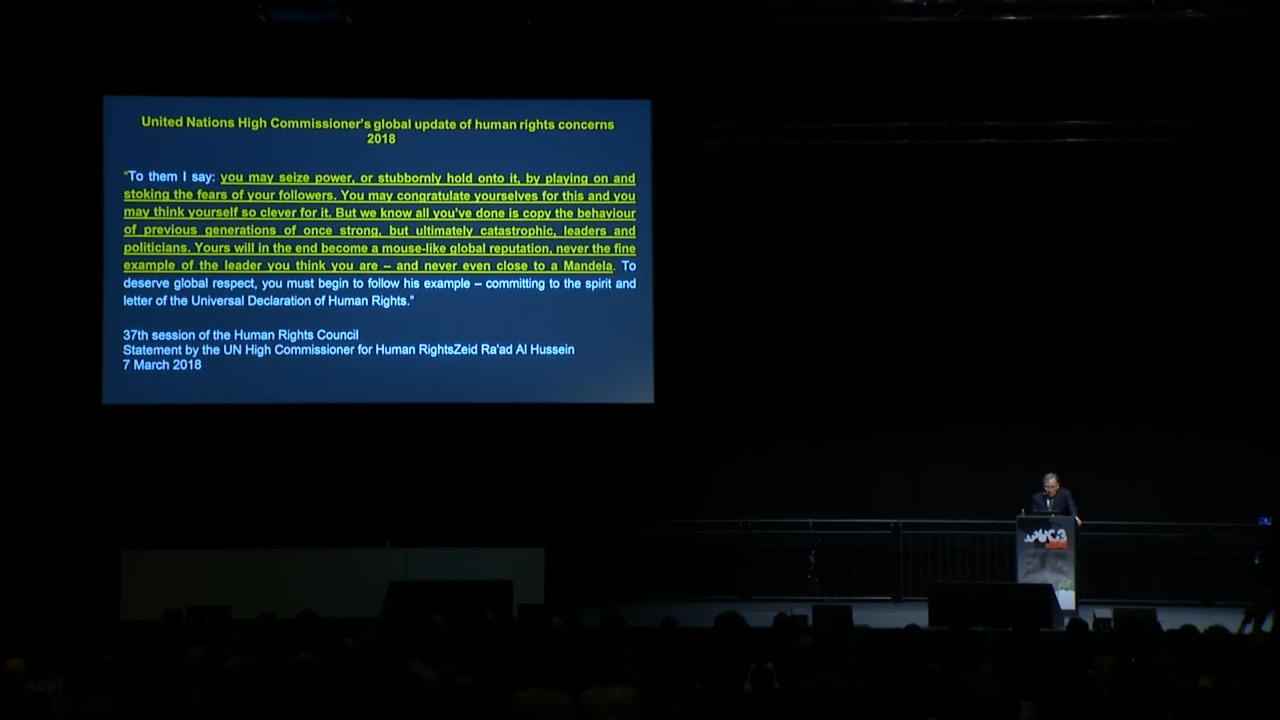 United Nations High Commissioner's global update of human rights concerns
2018
"To them I say: you may seize power, or stubbornly hold onto it, by playing on and
stoking the fears of your followers. You may congratulate yourselves for this and you
may think yourself so clever for it. But we know all you've done is copy the behaviour
of previous generations of once strong, but ultimately catastrophic, leaders and
politicians. Yours will in the end become a mouse-like global reputation, never the fine
example of the leader you think you are – and never even close to a Mandela. To
deserve global respect, you must begin to follow his example – committing to the spirit and
letter of the Universal Declaration of Human Rights."
37th session of the Human Rights Council
Statement by the UN High Commissioner for Human RightsZeid Ra'ad Al Hussein
7 March 2018